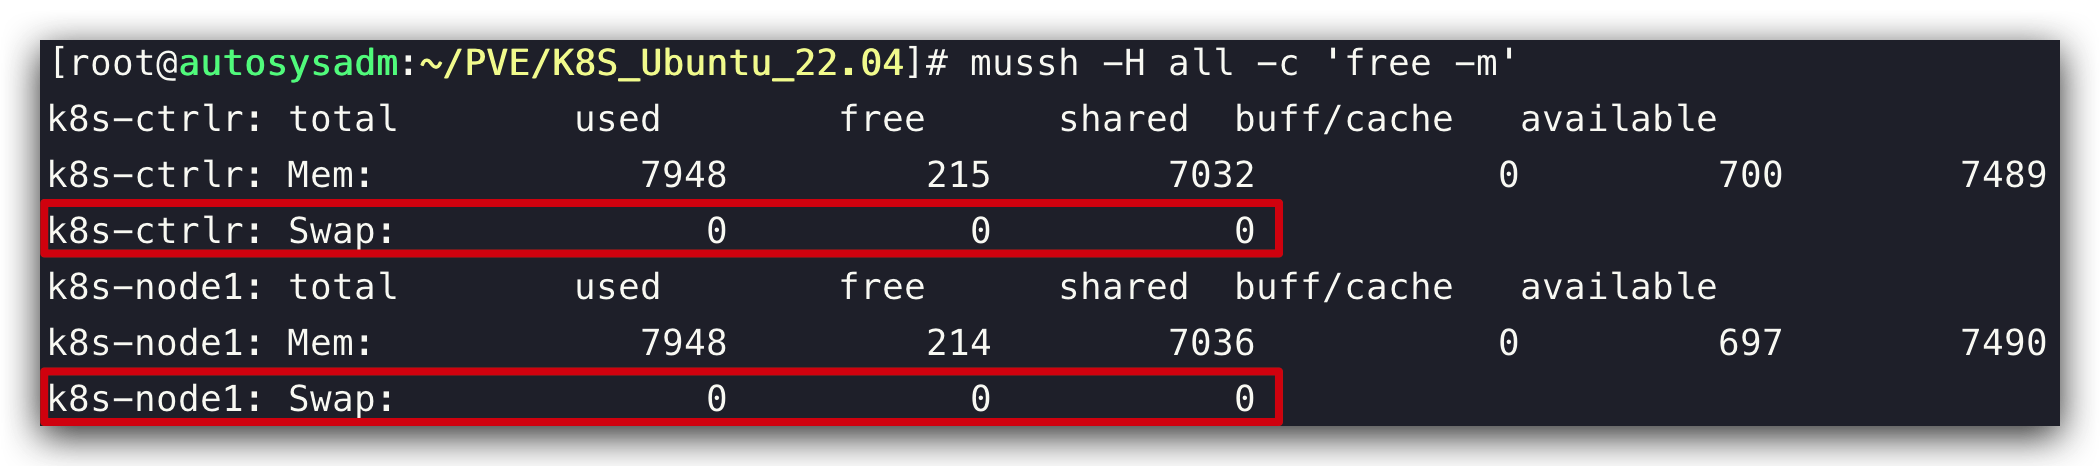 [root@autosysadm:~/PVE/K8S_Ubuntu_22.04]# mussh -H all -c 'free -m'
k8s-ctrlr: total        used        free      shared  buff/cache   available
k8s-ctrlr: Mem:            7948         215        7032           0         700        7489
k8s-ctrlr: Swap:              0           0           0
k8s-node1: total        used        free      shared  buff/cache   available
k8s-node1: Mem:            7948         214        7036           0         697        7490
k8s-node1: Swap:              0           0           0